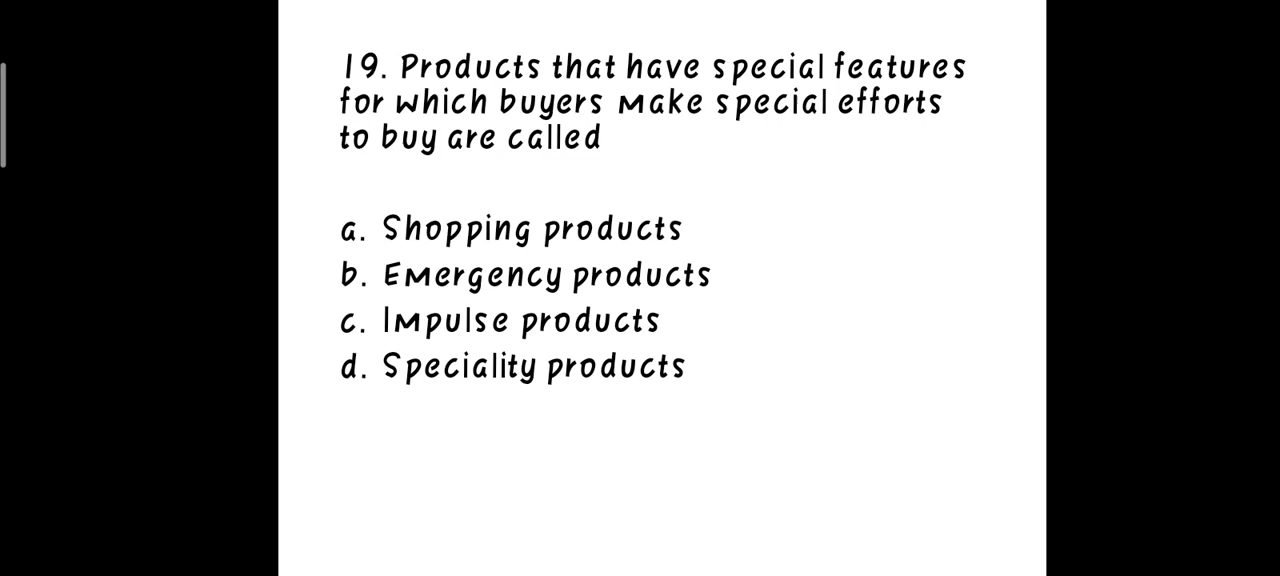 19. Products that have special features
for which buyers make special efforts
to buy are called
a. Shopping products
b. Emergency products
c. Impulse products
d. Speciality products